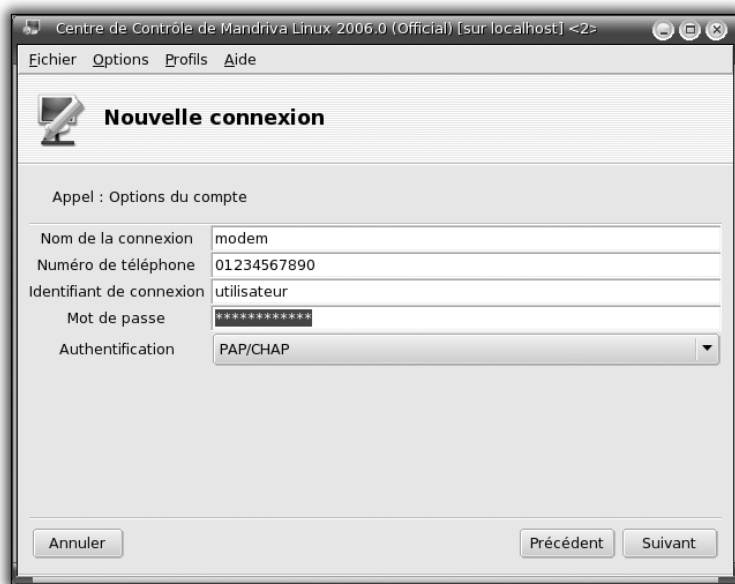 Centre de Contrôle de Mandriva Linux 2006.0 (Official) [sur localhost] <2>
Fichier Options Profils Aide
Nouvelle connexion
Appel : Options du compte
Nom de la connexion modem
Numéro de téléphone 01234567890
Identifiant de connexion utilisateur
Mot de passe ************
Authentification PAP/CHAP
Annuler Précédent Suivant